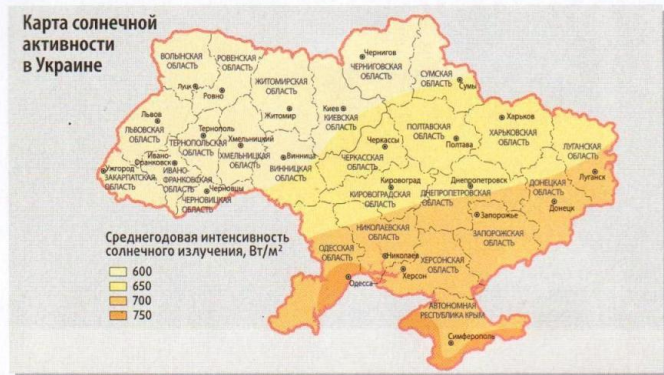 Карта солнечной
активности
в Украине
ВОЛЫНСКАЯ
ОБЛАСТЬ
РОВЕНСКАЯ
ОБЛАСТЬ
Луцк
Ровно
ЖИТОМИРСКАЯ
ОБЛАСТЬ
Житомир
Чернигов
ЧЕРНИГОВСКАЯ
ОБЛАСТЬ
СУМСКАЯ
ОБЛАСТЬ
Сумы
Киев
КИЕВСКАЯ
ОБЛАСТЬ
Львов
ЛЬВОВСКАЯ
ОБЛАСТЬ
Тернополь
ТЕРНОПОЛЬСКАЯ
ОБЛАСТЬ
Хмельницкий
ХМЕЛЬНИЦКАЯ
ОБЛАСТЬ
Винница
ВИННИЦКАЯ
ОБЛАСТЬ
Черкассы
ЧЕРКАССКАЯ
ОБЛАСТЬ
ПОЛТАВСКАЯ
ОБЛАСТЬ
Полтава
Харьков
ХАРЬКОВСКАЯ
ОБЛАСТЬ
ЛУГАНСКАЯ
ОБЛАСТЬ
Луганск
Ужгород
ЗАКАРПАТСКАЯ
ОБЛАСТЬ
Ивано-
Франковск
ИВАНО-
ФРАНКОВСКАЯ
ОБЛАСТЬ
Черновцы
ЧЕРНОВИЦКАЯ
ОБЛАСТЬ
Кировоград
КИРОВОГРАДСКАЯ
ОБЛАСТЬ
Днепропетровск
ДНЕПРОПЕТРОВСКАЯ
ОБЛАСТЬ
ДОНЕЦКАЯ
ОБЛАСТЬ
Донецк
Запорожье
ЗАПОРОЖСКАЯ
ОБЛАСТЬ
НИКОЛАЕВСКАЯ
ОБЛАСТЬ
Николаев
ОДЕССКАЯ
ОБЛАСТЬ
Одесса
ХЕРСОНСКАЯ
ОБЛАСТЬ
Херсон
АВТОНОМНАЯ
РЕСПУБЛИКА КРЫМ
Симферополь
Среднегодовая интенсивность
солнечного излучения, Вт/м²
600
650
700
750